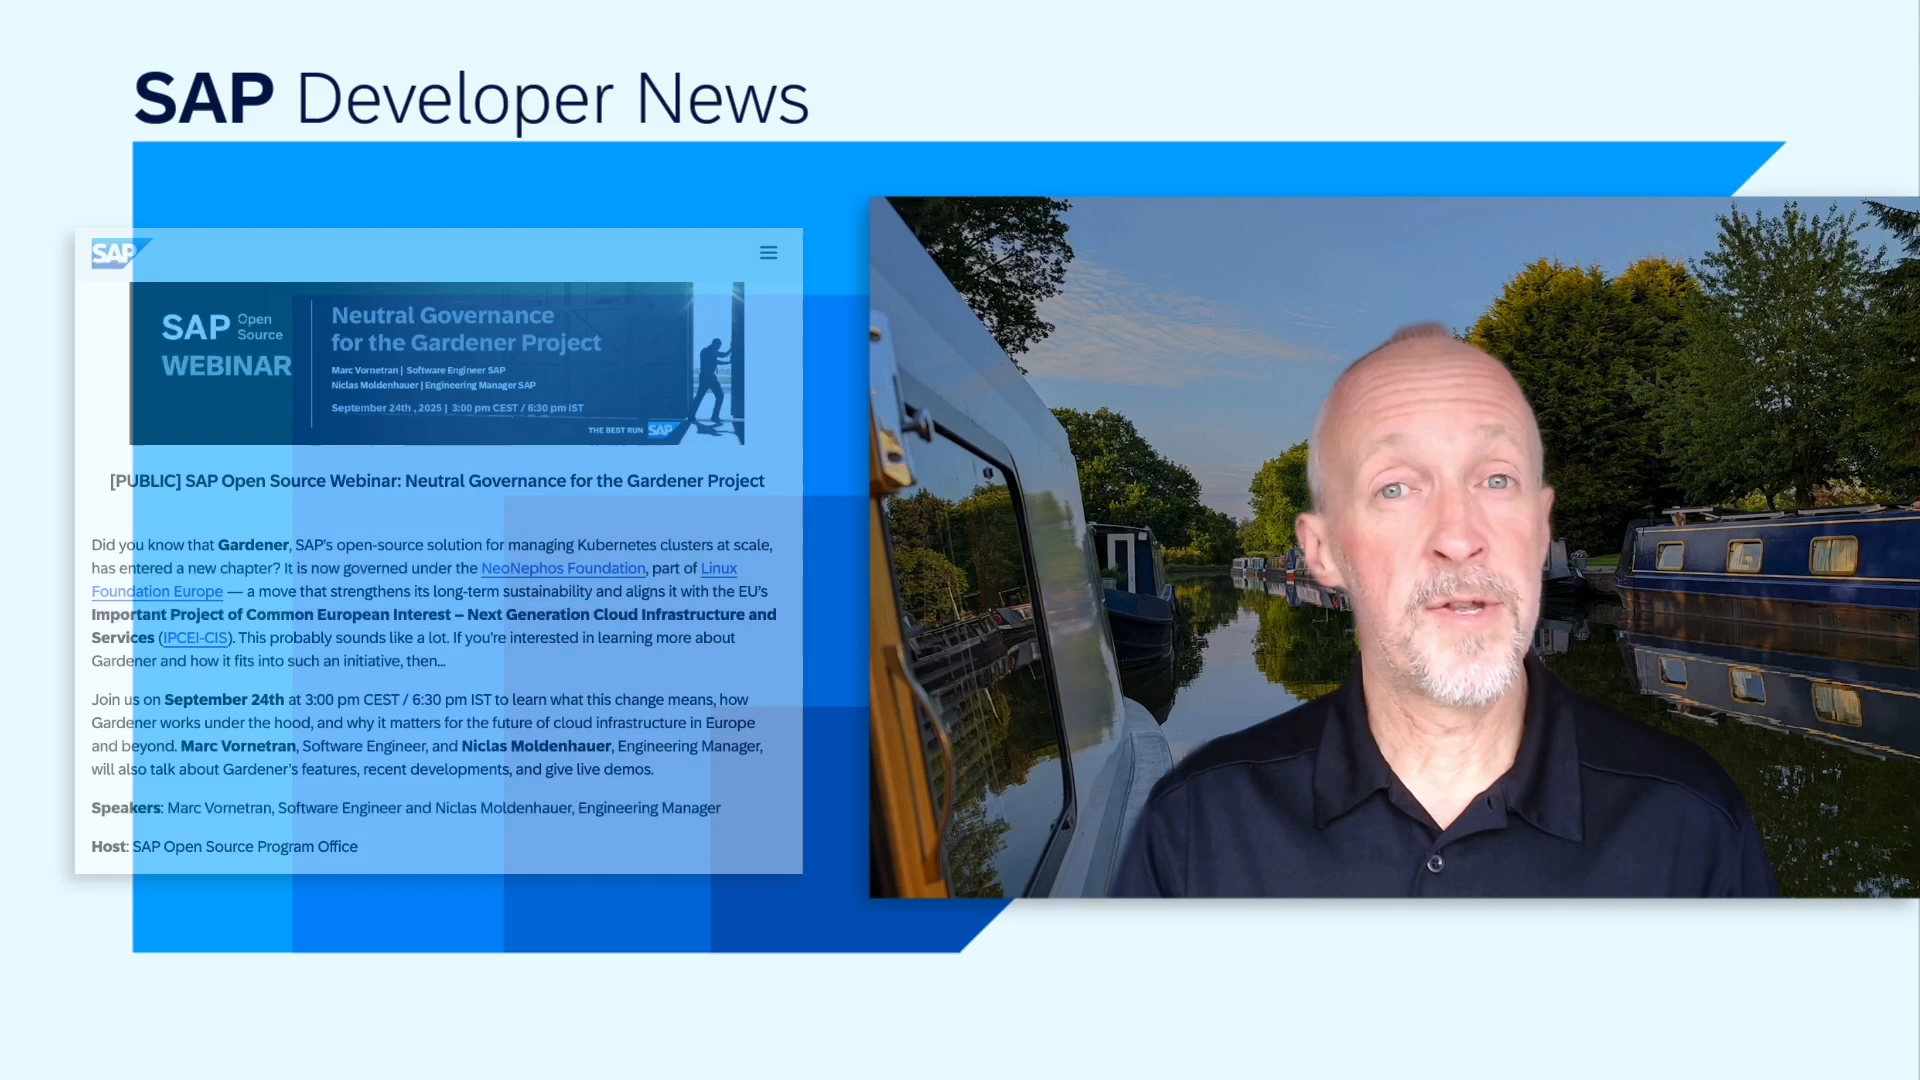 SAP Developer News
SAP
SAP Open
Source
WEBINAR
Neutral Governance
for the Gardener Project
Marc Vornetran | Software Engineer SAP
Niclas Moldenhauer | Engineering Manager SAP
September 24th , 2025 | 3:00 pm CEST / 6:30 pm IST
THE BEST RUN SAP
[PUBLIC] SAP Open Source Webinar: Neutral Governance for the Gardener Project
Did you know that Gardener, SAP’s open-source solution for managing Kubernetes clusters at scale,
has entered a new chapter? It is now governed under the NeoNephos Foundation, part of Linux
Foundation Europe — a move that strengthens its long-term sustainability and aligns it with the EU’s
Important Project of Common European Interest – Next Generation Cloud Infrastructure and
Services (IPCEI-CIS). This probably sounds like a lot. If you’re interested in learning more about
Gardener and how it fits into such an initiative, then...
Join us on September 24th at 3:00 pm CEST / 6:30 pm IST to learn what this change means, how
Gardener works under the hood, and why it matters for the future of cloud infrastructure in Europe
and beyond. Marc Vornetran, Software Engineer, and Niclas Moldenhauer, Engineering Manager,
will also talk about Gardener’s features, recent developments, and give live demos.
Speakers: Marc Vornetran, Software Engineer and Niclas Moldenhauer, Engineering Manager
Host: SAP Open Source Program Office